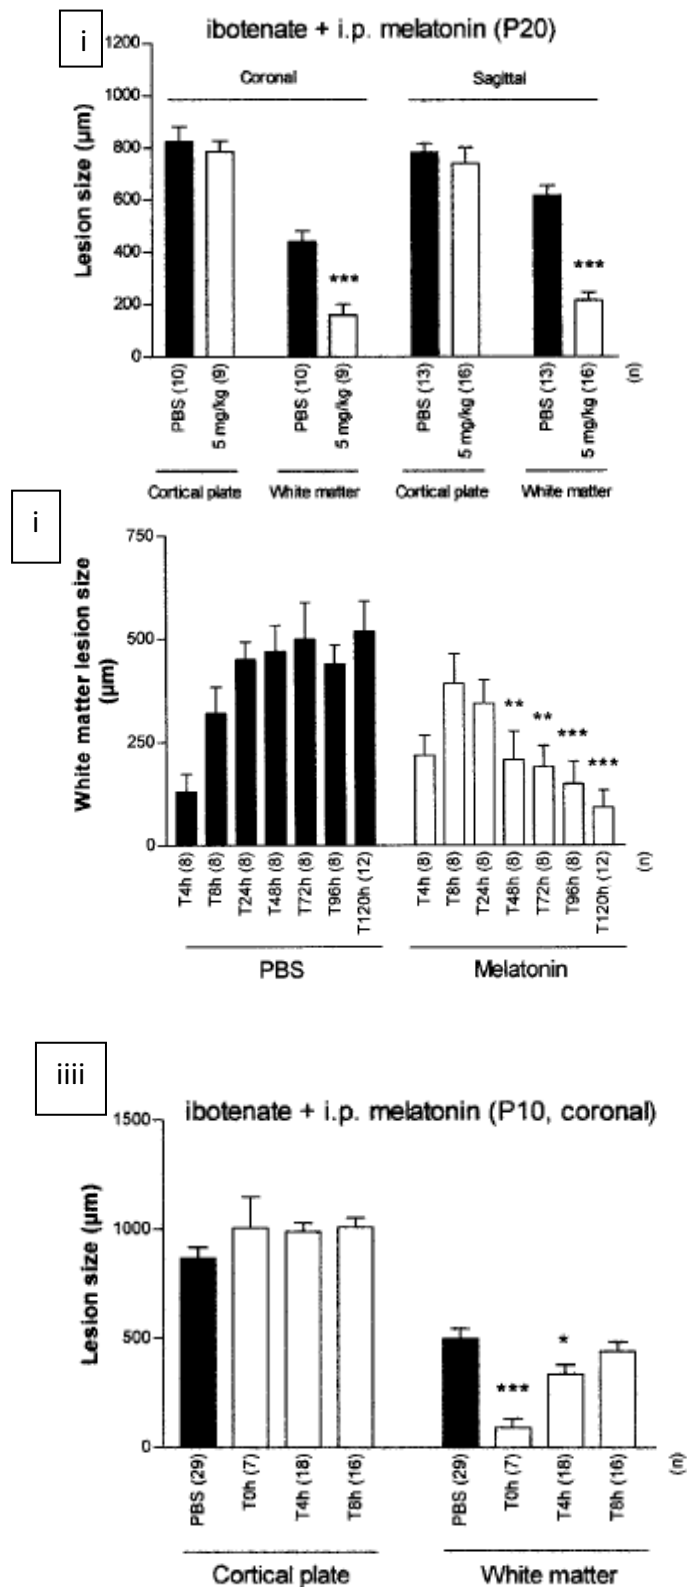 i
ibotenate + i.p. melatonin (P20)
Coronal
Sagittal
Lesion size (µm)
1200
1000
800
600
400
200
0
***
***
PBS (10)
5 mg/kg (9)
PBS (10)
5 mg/kg (9)
PBS (13)
5 mg/kg (16)
PBS (13)
5 mg/kg (16)
(n)
Cortical plate
White matter
Cortical plate
White matter
i
White matter lesion size
(µm)
750
500
250
0
**
**
***
***
T4h (8)
T8h (8)
T24h (8)
T48h (8)
T72h (8)
T96h (8)
T120h (12)
T4h (8)
T8h (8)
T24h (8)
T48h (8)
T72h (8)
T96h (8)
T120h (12)
(n)
PBS
Melatonin
iiii
ibotenate + i.p. melatonin (P10, coronal)
Lesion size (µm)
1500
1000
500
0
***
*
PBS (29)
T0h (7)
T4h (18)
T8h (16)
PBS (29)
T0h (7)
T4h (18)
T8h (16)
(n)
Cortical plate
White matter